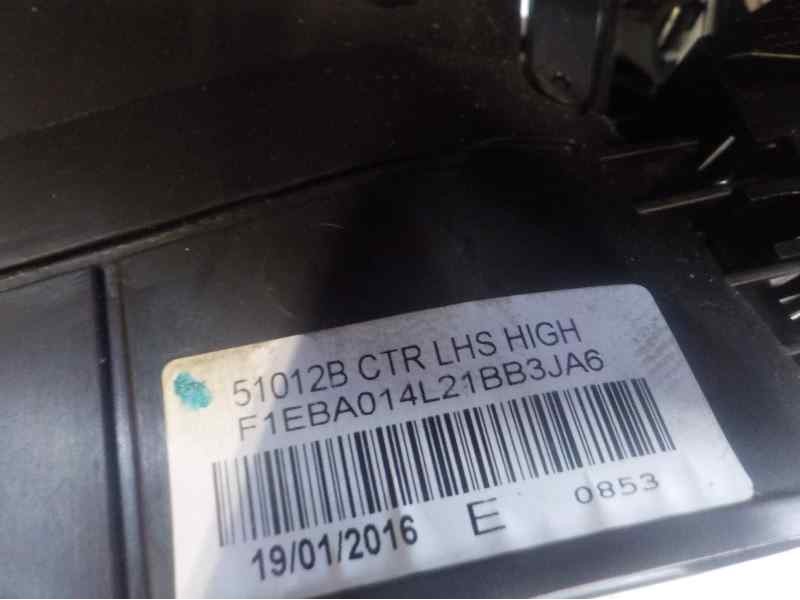 51012B CTR LHS HIGH
F1EBA014L21BB3JA6
19/01/2016 E 0853